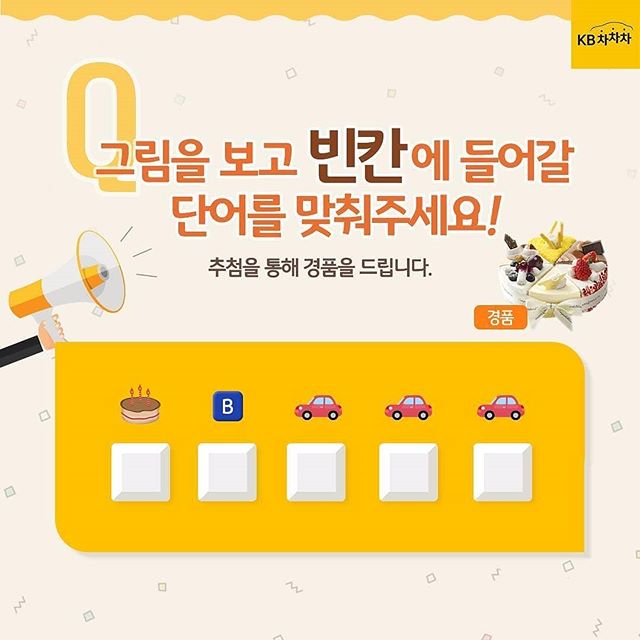 KB차차차
Q
그림을 보고 빈칸에 들어갈
단어를 맞춰주세요!
추첨을 통해 경품을 드립니다.
경품
B